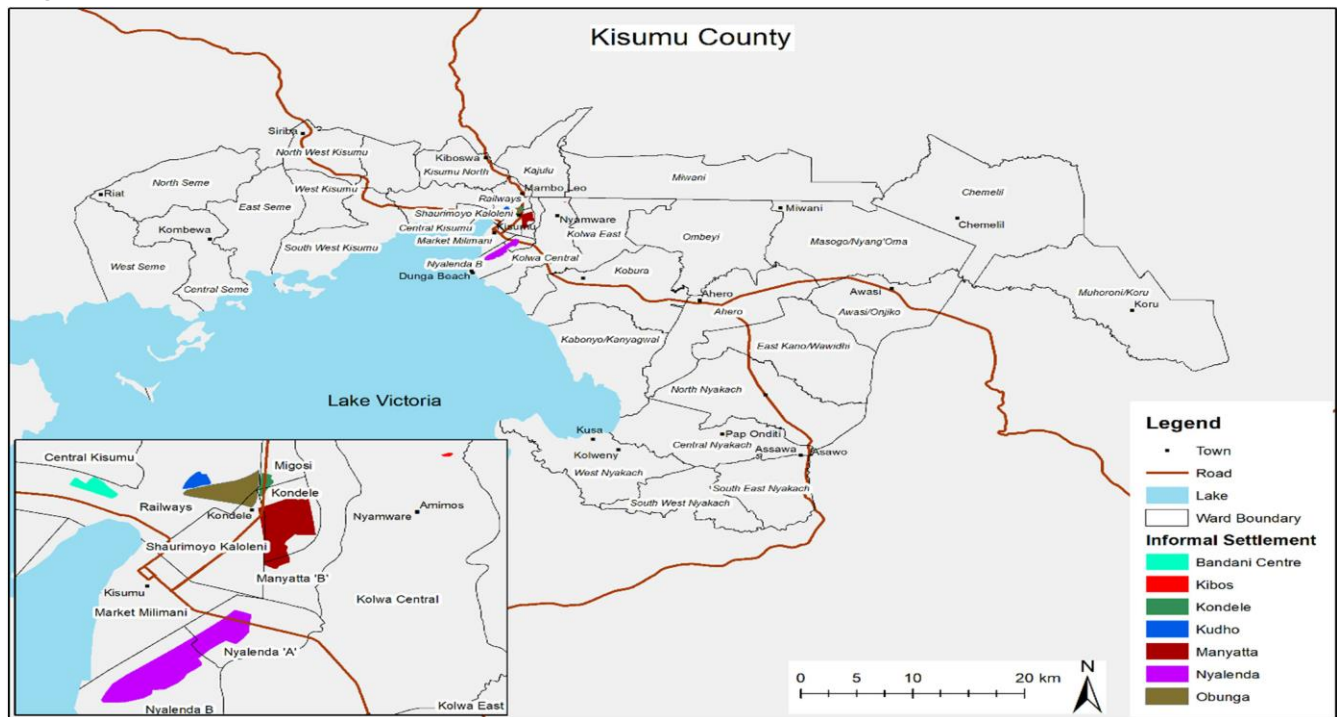 Kisumu County
Siriba
North West Kisumu
Kiboswa
Kisumu North
Kajulu
Miwani
North Seme
West Kisumu
Mambo Leo
Chemelil
Riat
East Seme
Railways
Shaurimoyo Kaloleni
Nyamware
Miwani
Chemelil
Kombewa
Central Kisumu
Kisumu
Kolwa East
Ombeyi
Masogo/Nyang'Oma
South West Kisumu
Market Milimani
West Seme
Nyalenda B
Kolwa Central
Dunga Beach
Kobura
Central Seme
Ahero
Awasi
Muhoroni/Koru
Koru
Ahero
Awasi/Onjiko
Kabonyo/Kanyagwal
East Kano/Wawidhi
North Nyakach
Lake Victoria
Kusa
Pap Onditi
Central Nyakach
Kolweny
Assawa
Asawo
West Nyakach
South East Nyakach
South West Nyakach
Central Kisumu
Migosi
Kondele
Railways
Kondele
Nyamware
Amimos
Shaurimoyo Kaloleni
Manyatta 'B'
Kisumu
Market Milimani
Kolwa Central
Nyalenda 'A'
Nyalenda B
Kolwa East
Legend
Town
Road
Lake
Ward Boundary
Informal Settlement
Bandani Centre
Kibos
Kondele
Kudho
Manyatta
Nyalenda
Obunga
0 5 10 20 km
N